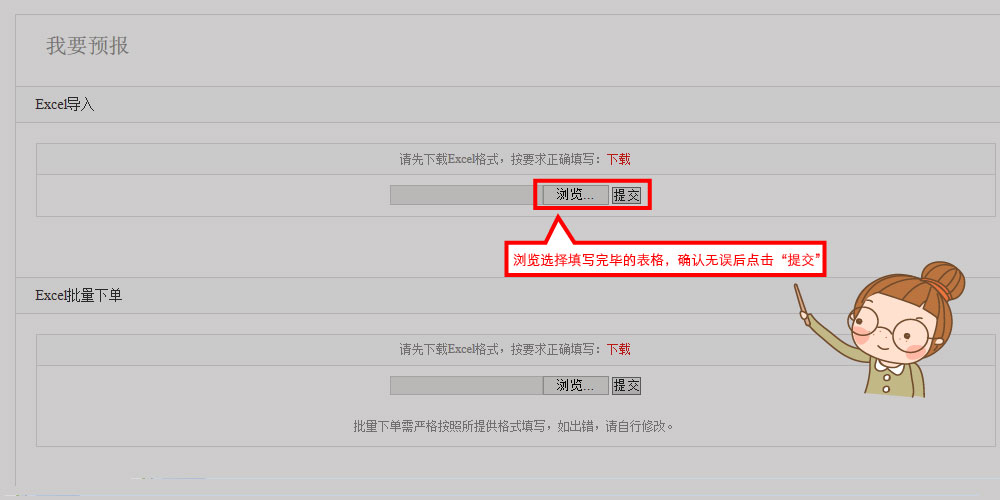 我要预报
Excel导入
请先下载Excel格式，按要求正确填写：下载
浏览... 提交
浏览选择填写完毕的表格，确认无误后点击“提交”
Excel批量下单
请先下载Excel格式，按要求正确填写：下载
浏览... 提交
批量下单需严格按照所提供格式填写，如出错，请自行修改。